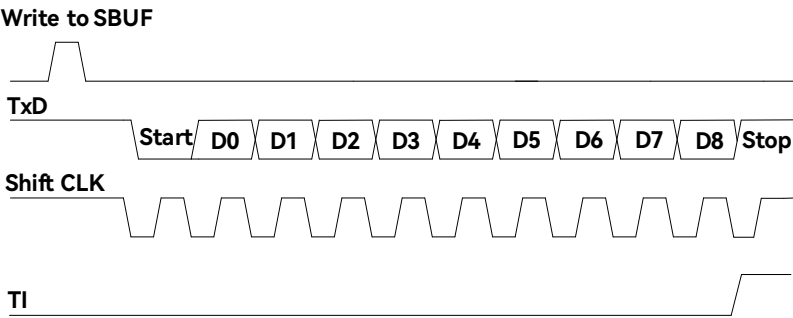 Write to SBUF
TxD
Start D0 D1 D2 D3 D4 D5 D6 D7 D8 Stop
Shift CLK
TI